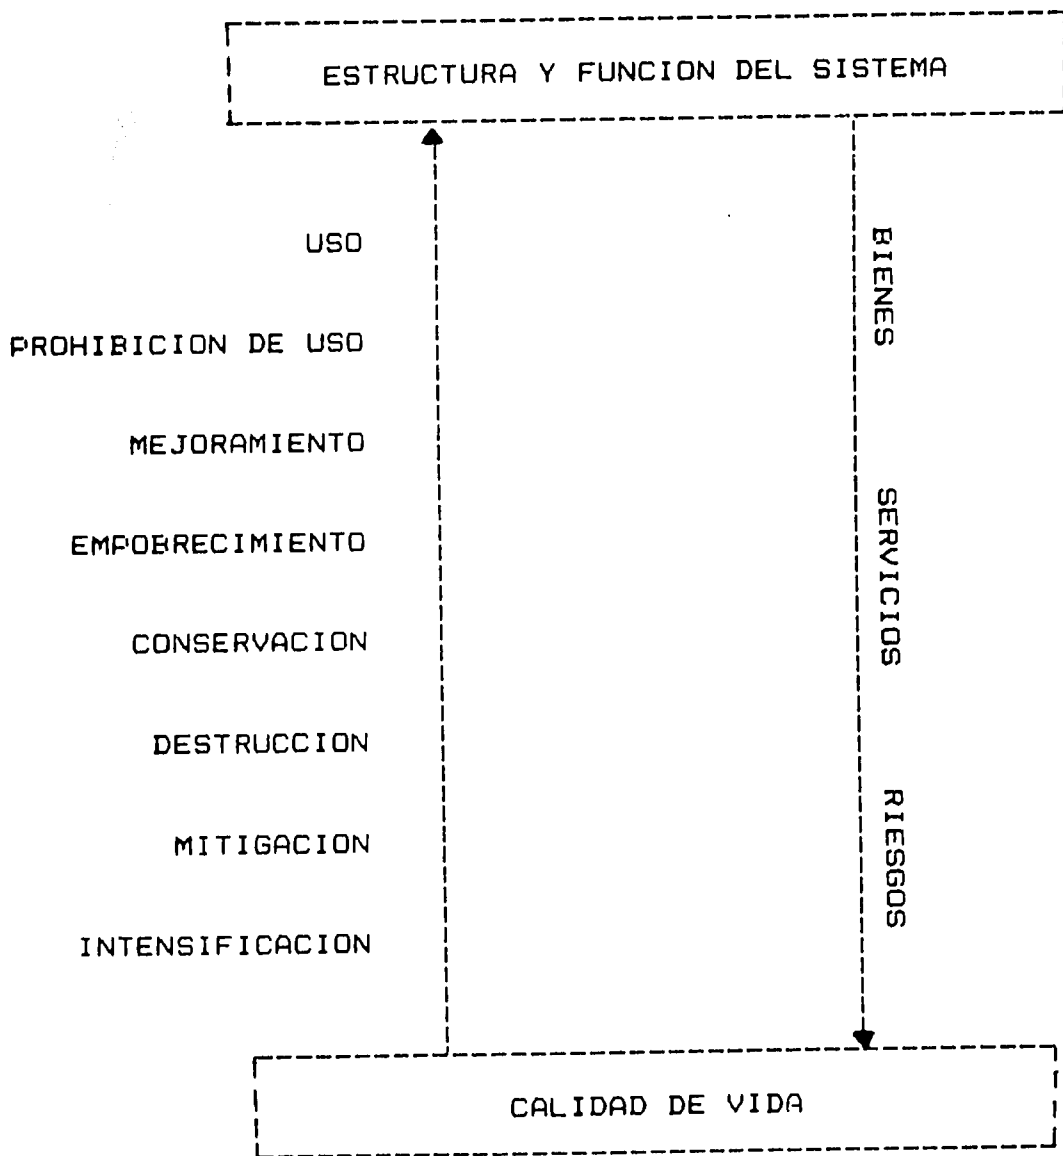 ESTRUCTURA Y FUNCION DEL SISTEMA
USO
PROHIBICION DE USO
MEJORAMIENTO
EMPOBRECIMIENTO
CONSERVACION
DESTRUCCION
MITIGACION
INTENSIFICACION
BIENES
SERVICIOS
RIESGOS
CALIDAD DE VIDA